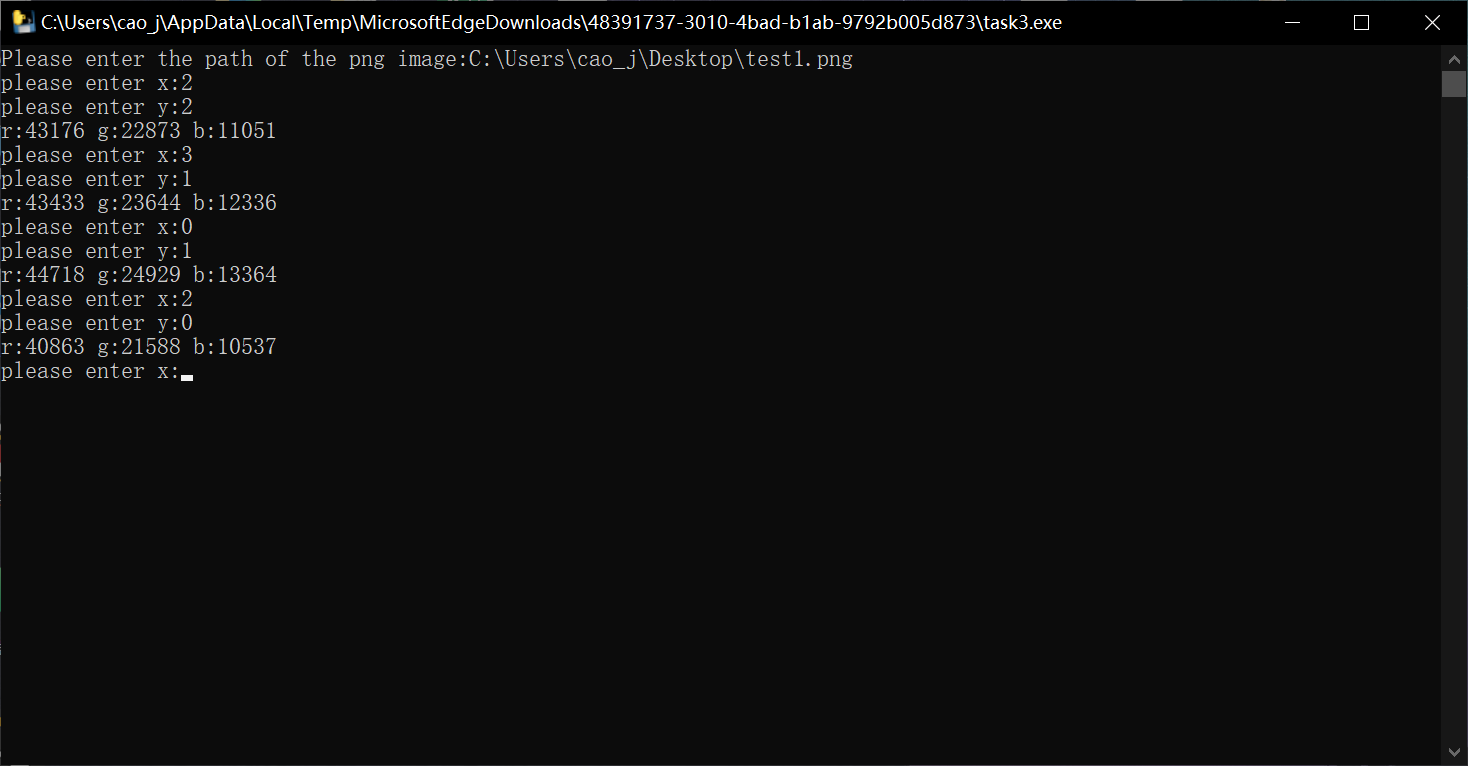 C:\Users\cao_j\AppData\Local\Temp\MicrosoftEdgeDownloads\48391737-3010-4bad-b1ab-9792b005d873\task3.exe
Please enter the path of the png image:C:\Users\cao_j\Desktop\test1.png
please enter x:2
please enter y:2
r:43176 g:22873 b:11051
please enter x:3
please enter y:1
r:43433 g:23644 b:12336
please enter x:0
please enter y:1
r:44718 g:24929 b:13364
please enter x:2
please enter y:0
r:40863 g:21588 b:10537
please enter x: